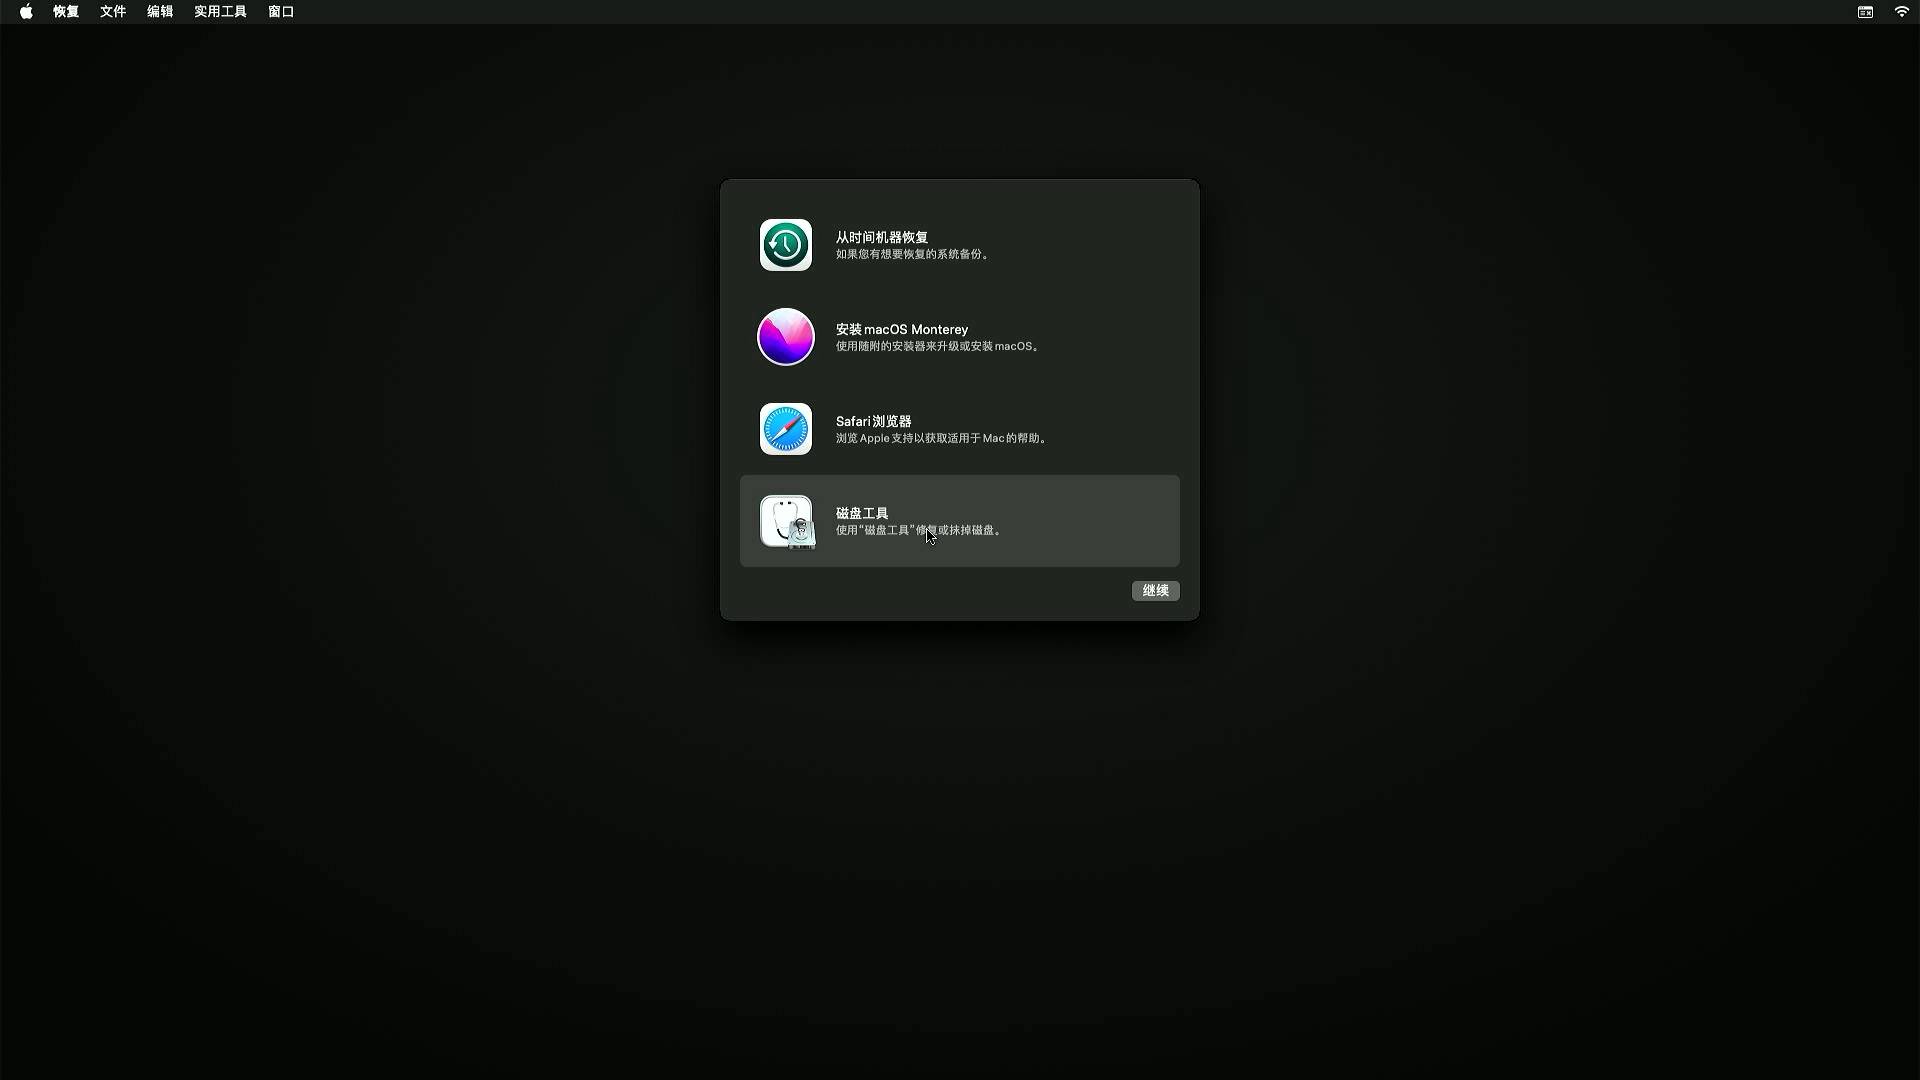 恢复 文件 编辑 实用工具 窗口
从时间机器恢复
如果您有想要恢复的系统备份。
安装 macOS Monterey
使用随附的安装器来升级或安装 macOS。
Safari 浏览器
浏览 Apple 支持以获取适用于 Mac 的帮助。
磁盘工具
使用“磁盘工具”修复或抹掉磁盘。
继续